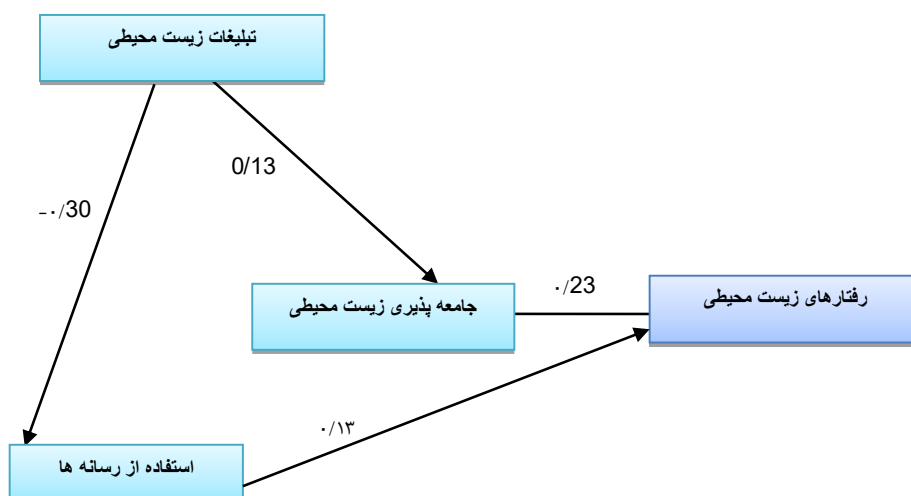 تبلیغات زیست محیطی
0/13
-۰/30
۰/23
رفتارهای زیست محیطی
جامعه پذیری زیست محیطی
۰/۱۳
استفاده از رسانه ها